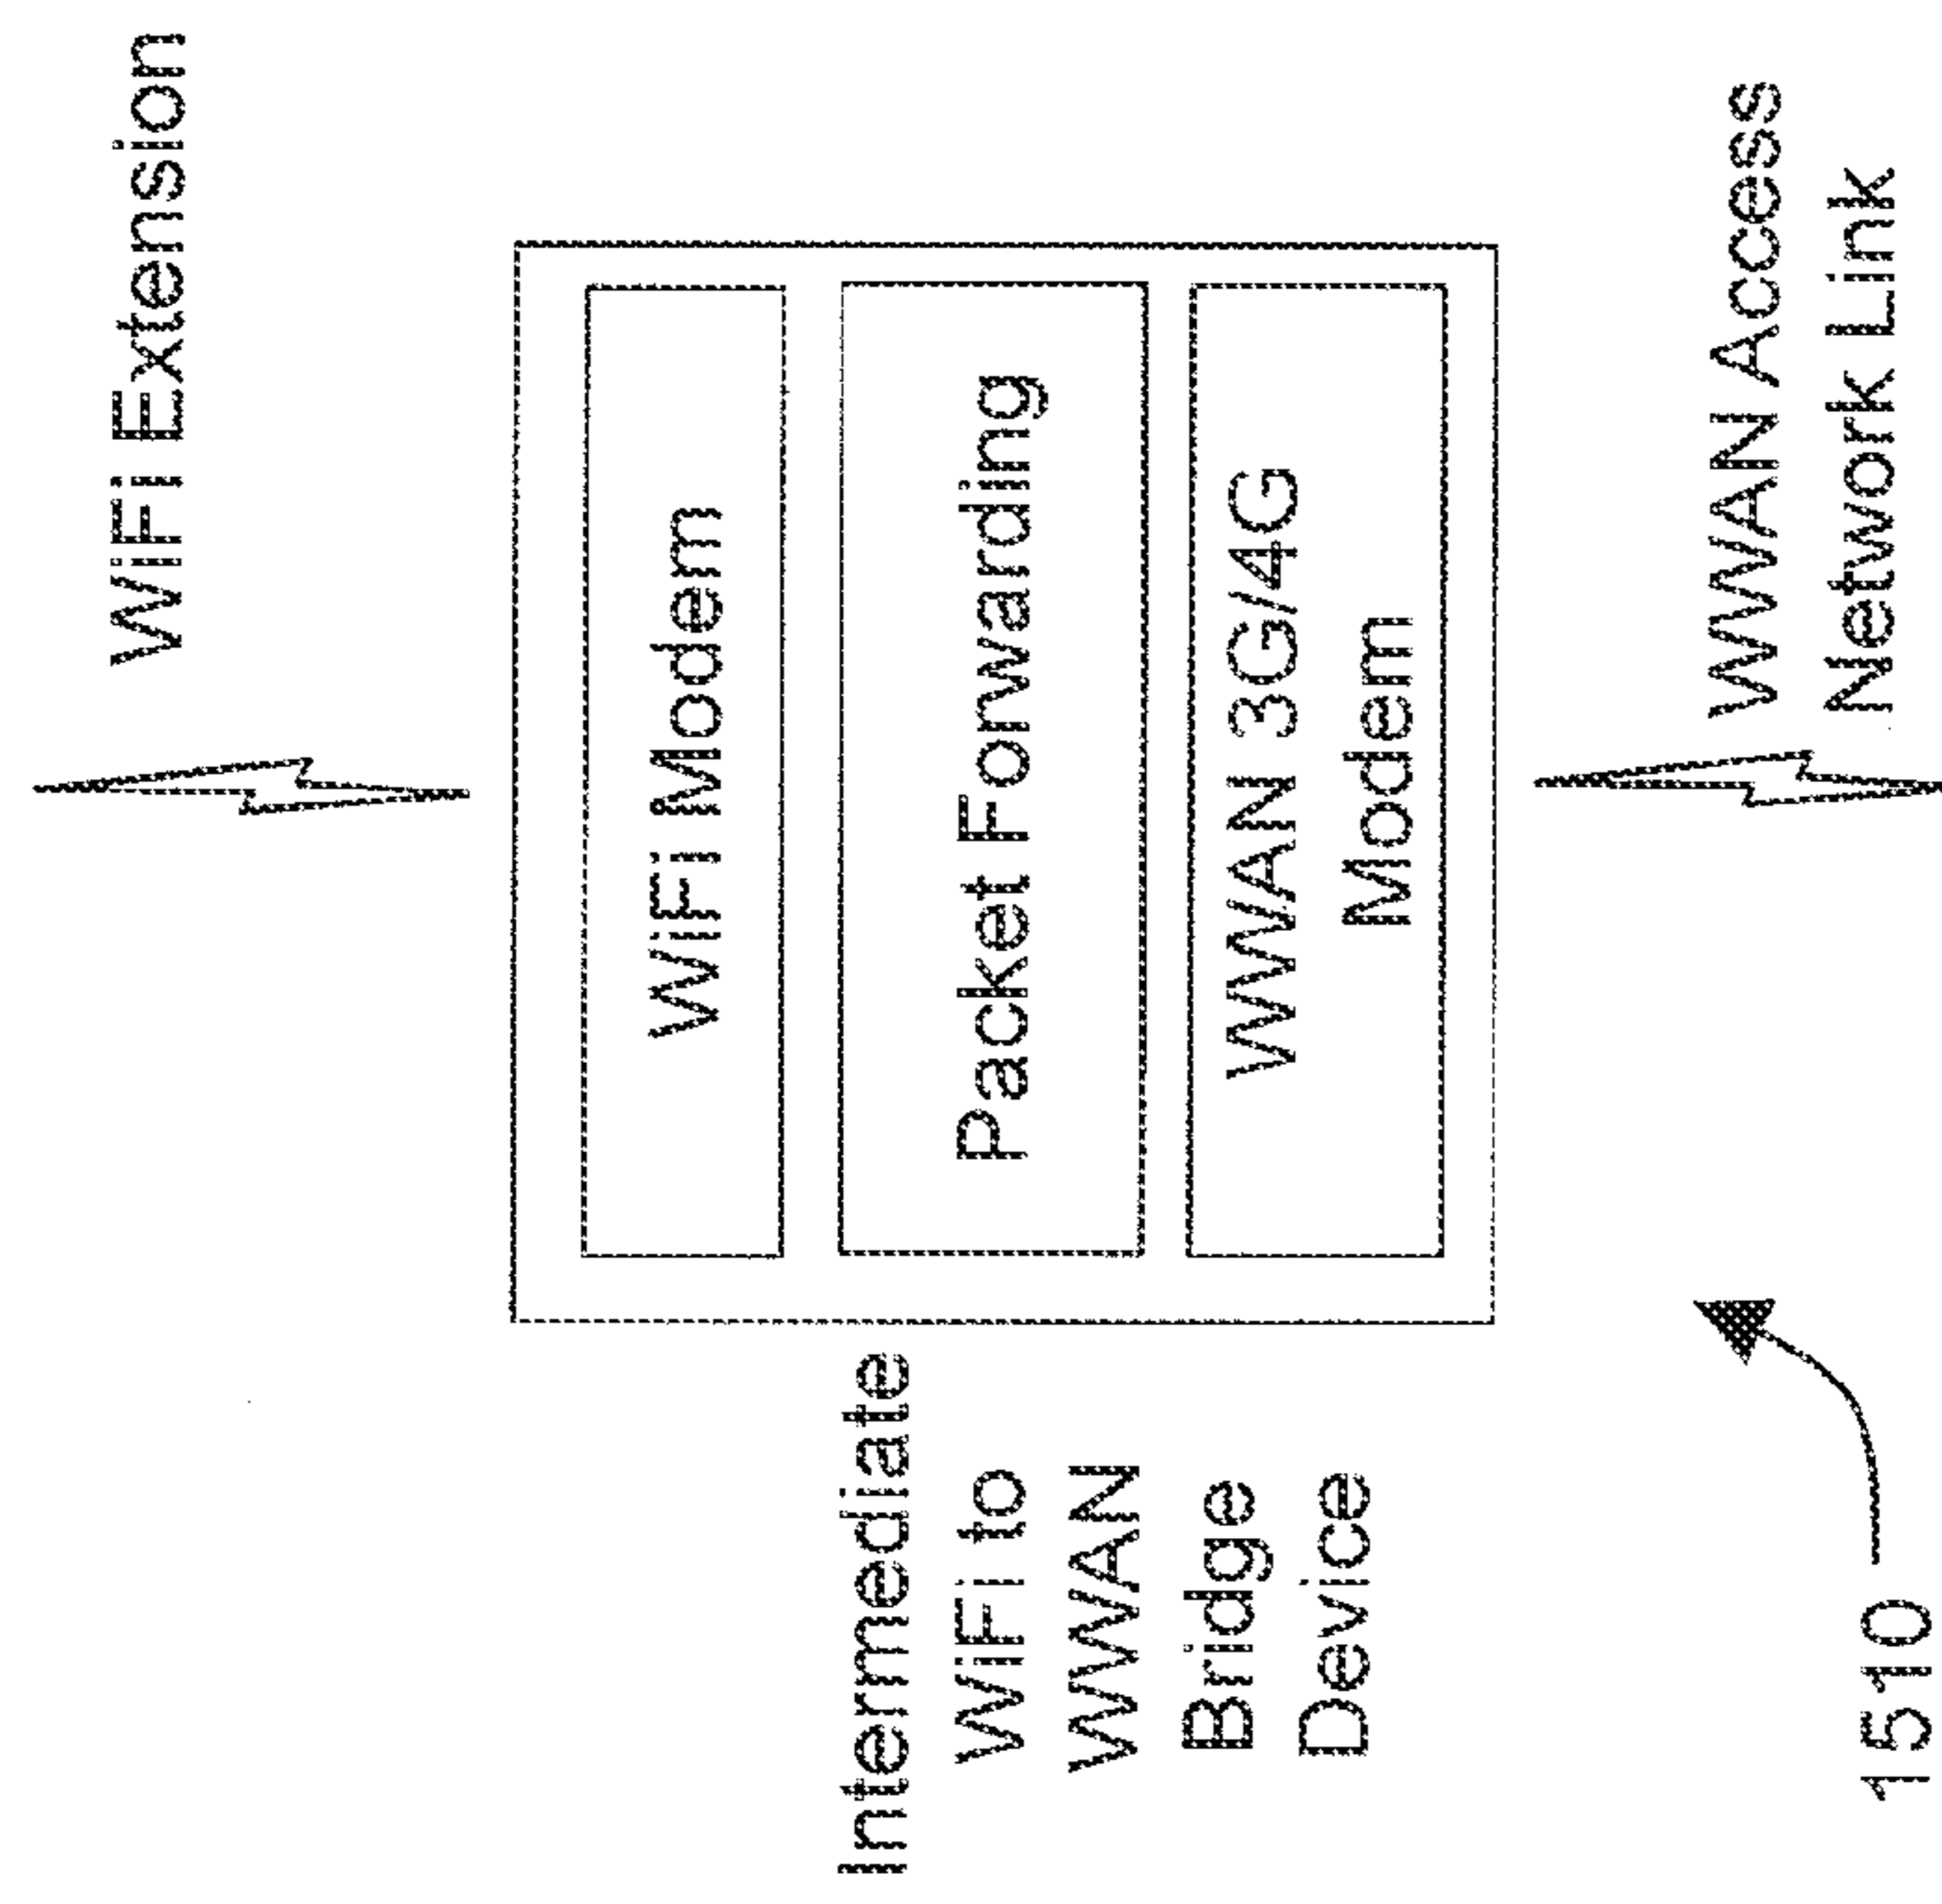 WiFi Extension
WiFi Modem
Packet Forwarding
WWAN 3G/4G
Modem
Intermediate
WiFi to
WWAN
Bridge
Device
WWAN Access
Network Link
1510